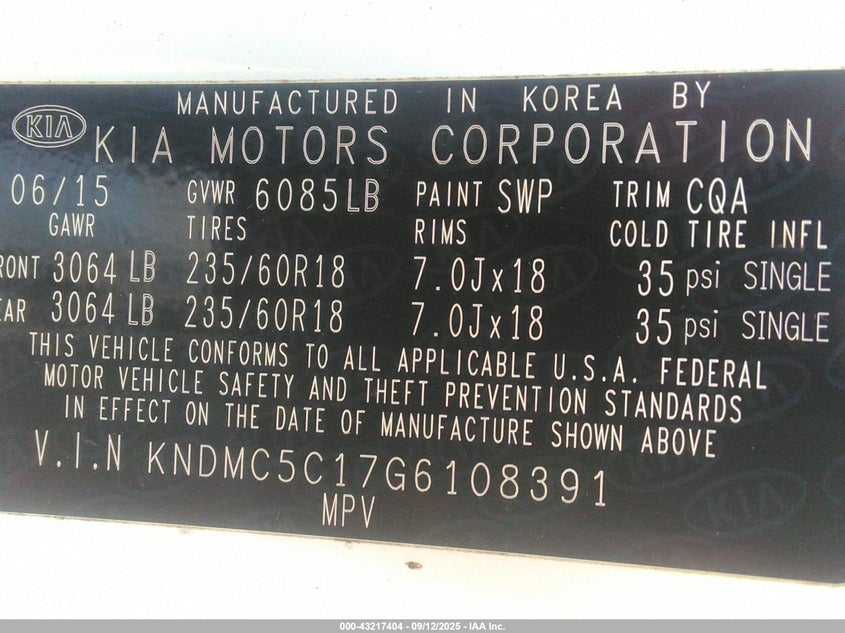 MANUFACTURED IN KOREA BY
KIA KIA MOTORS CORPORATION
06/15 GVWR 6085LB PAINT SWP TRIM CQA
GAWR TIRES RIMS COLD TIRE INFL
RONT 3064 LB 235/60R18 7.0Jx18 35 psi SINGLE
EAR 3064 LB 235/60R18 7.0Jx18 35 psi SINGLE
THIS VEHICLE CONFORMS TO ALL APPLICABLE U.S.A. FEDERAL
MOTOR VEHICLE SAFETY AND THEFT PREVENTION STANDARDS
IN EFFECT ON THE DATE OF MANUFACTURE SHOWN ABOVE
V.I.N KNDMC5C17G6108391
MPV
000-43217404 - 09/12/2025 - IAA Inc.